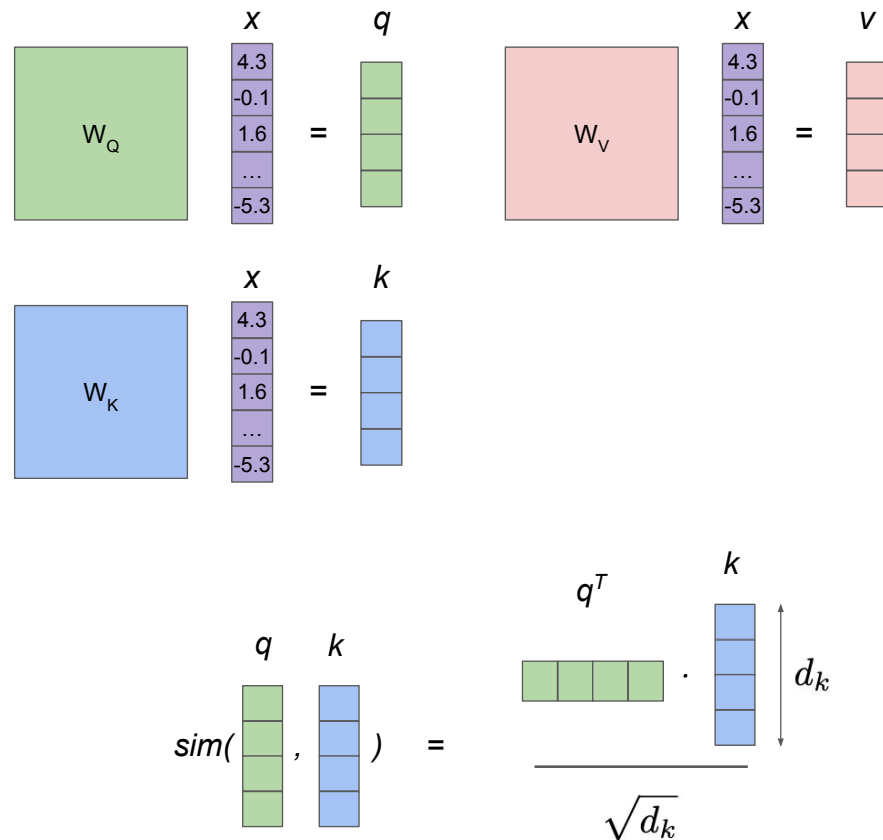 x q
W_Q 4.3 -0.1 1.6 ... -5.3 =
x v
W_V 4.3 -0.1 1.6 ... -5.3 =
x k
W_K 4.3 -0.1 1.6 ... -5.3 =
q k
sim( , ) =
q^T k
· d_k
√d_k